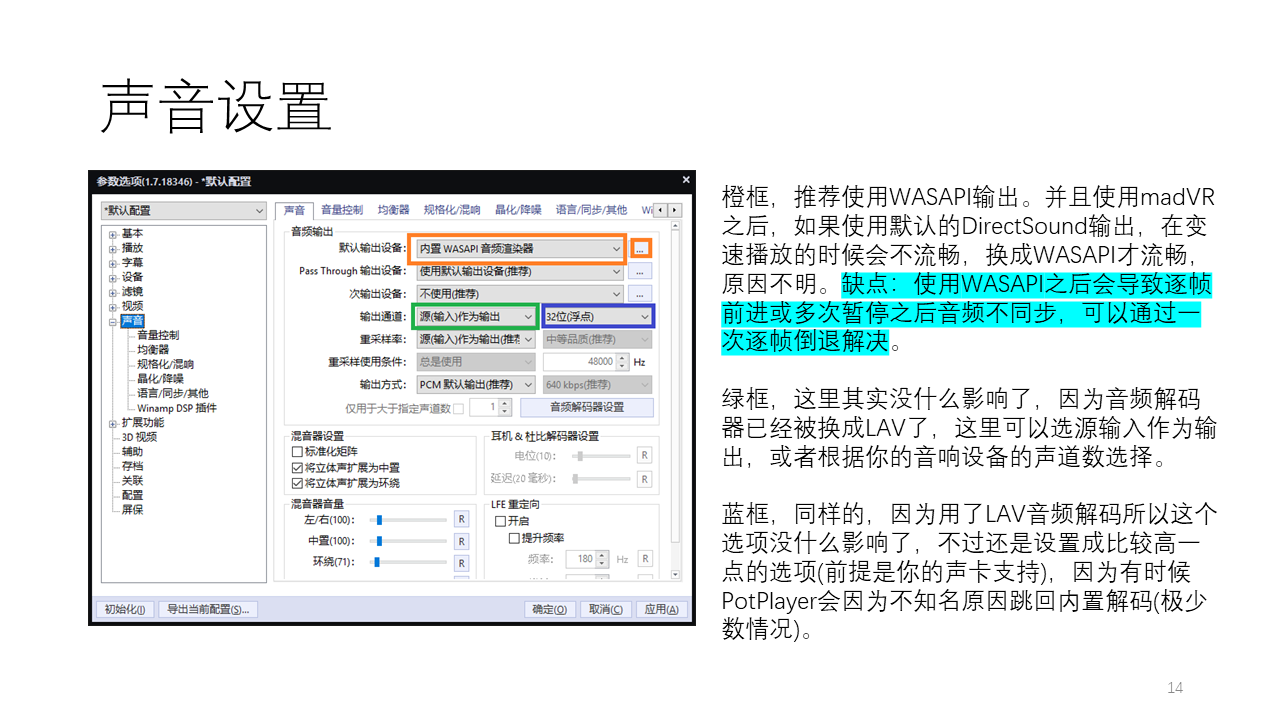 声音设置
参数选项(1.7.18346) - *默认配置
*默认配置
基本
播放
字幕
设备
滤镜
视频
声音
音量控制
均衡器
规格化/混响
晶化/降噪
语言/同步/其他
Winamp DSP 插件
扩展功能
3D 视频
辅助
存档
关联
配置
屏保
声音 音量控制 均衡器 规格化/混响 晶化/降噪 语言/同步/其他 Wi
音频输出
默认输出设备: 内置 WASAPI 音频渲染器 ...
Pass Through 输出设备: 使用默认输出设备(推荐) ...
次输出设备: 不使用(推荐) ...
输出通道: 源(输入)作为输出 32位(浮点)
重采样率: 源(输入)作为输出(推荐 中等品质(推荐)
重采样使用条件: 总是使用 48000 Hz
输出方式: PCM 默认输出(推荐) 640 kbps(推荐)
仅用于大于指定声道数 1 音频解码器设置
混音器设置
标准化矩阵
将立体声扩展为中置
将立体声扩展为环绕
耳机 & 杜比解码器设置
电位(10): R
延迟(20 毫秒): R
混音器音量
左/右(100): R
中置(100): R
环绕(71): R
LFE 重定向
开启
提升频率
频率: 180 Hz R
初始化(I) 导出当前配置(S)... 确定(O) 取消(C) 应用(A)
橙框，推荐使用WASAPI输出。并且使用madVR
之后，如果使用默认的DirectSound输出，在变
速播放的时候会不流畅，换成WASAPI才流畅，
原因不明。缺点：使用WASAPI之后会导致逐帧
前进或多次暂停之后音频不同步，可以通过一
次逐帧倒退解决。
绿框，这里其实没什么影响了，因为音频解码
器已经被换成LAV了，这里可以选源输入作为输
出，或者根据你的音响设备的声道数选择。
蓝框，同样的，因为用了LAV音频解码所以这个
选项没什么影响了，不过还是设置成比较高一
点的选项(前提是你的声卡支持)，因为有时候
PotPlayer会因为不知名原因跳回内置解码(极少
数情况)。
14